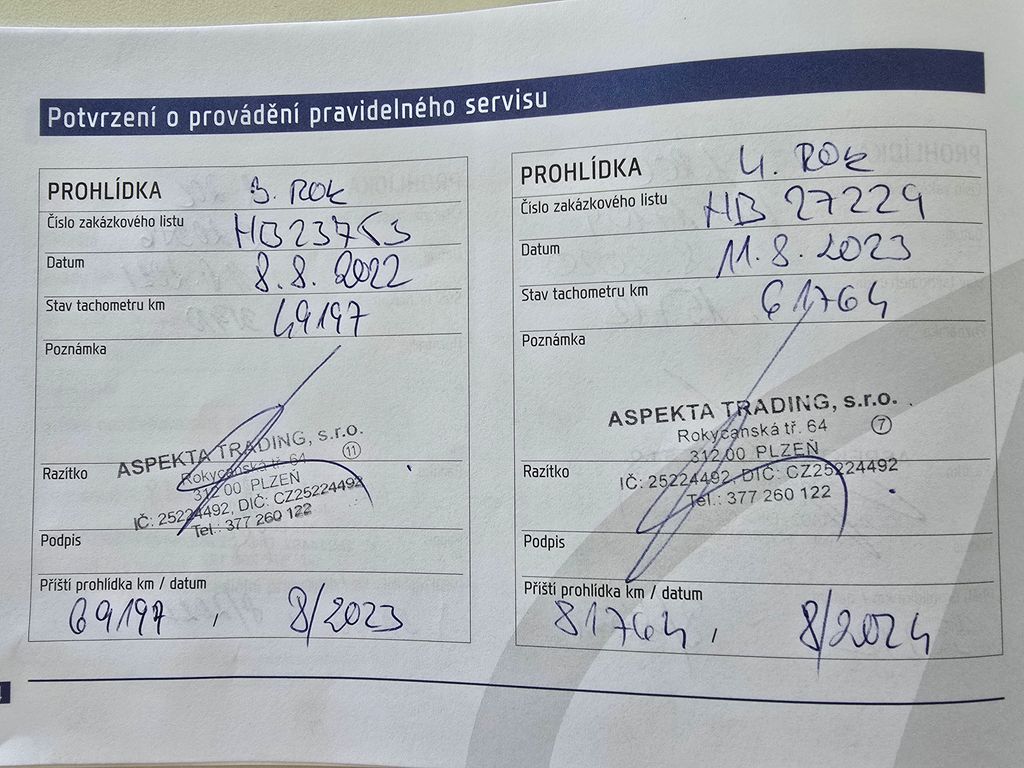 Potvrzení o provádění pravidelného servisu
PROHLÍDKA 3. ROK
Číslo zakázkového listu HB23753
Datum 8.8.2022
Stav tachometru km 49197
Poznámka
ASPEKTA TRADING, s.r.o.
Rokycanská tř. 64 11
312 00 PLZEŇ
Razítko
IČ: 25224492, DIČ: CZ25224492
Tel.: 377 260 122
Podpis
Příští prohlídka km / datum
69197, 8/2023
PROHLÍDKA 4. ROK
Číslo zakázkového listu HB 27229
Datum 11.8.2023
Stav tachometru km 61764
Poznámka
ASPEKTA TRADING, s.r.o.
Rokycanská tř. 64 7
312 00 PLZEŇ
Razítko
IČ: 25224492, DIČ: CZ25224492
Tel.: 377 260 122
Podpis
Příští prohlídka km / datum
81764, 8/2024